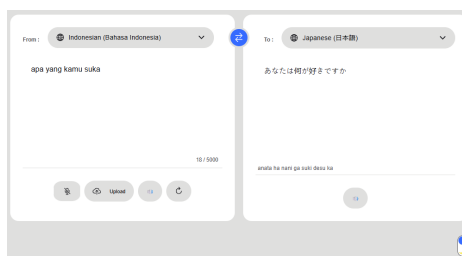 From :
Indonesian (Bahasa Indonesia)
To :
Japanese (日本語)
apa yang kamu suka
あなたは何が好きですか
18 / 5000
anata ha nani ga suki desu ka
Upload